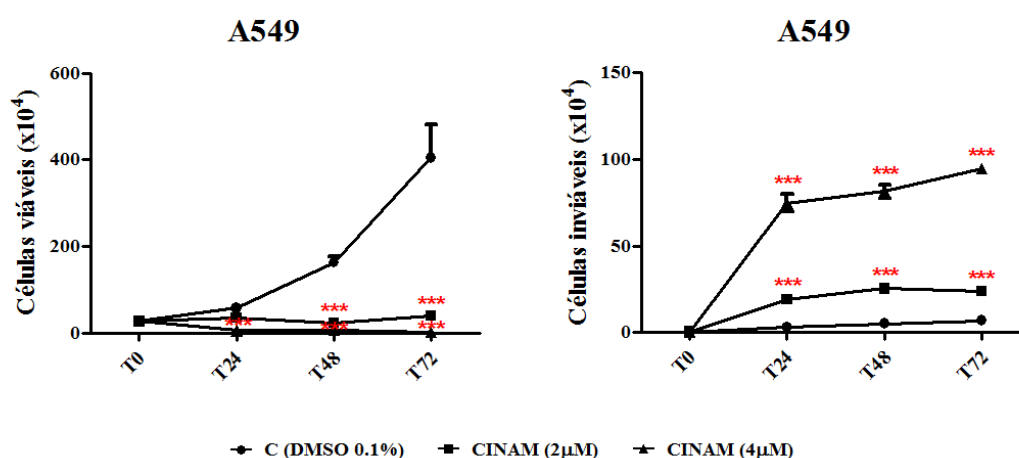 A549
Células viáveis (x10⁴)
600
400
200
0
***
***
***
***
***
T0
T24
T48
T72
A549
Células inviáveis (x10⁴)
150
100
50
0
***
***
***
***
***
***
T0
T24
T48
T72
C (DMSO 0.1%) CINAM (2µM) CINAM (4µM)